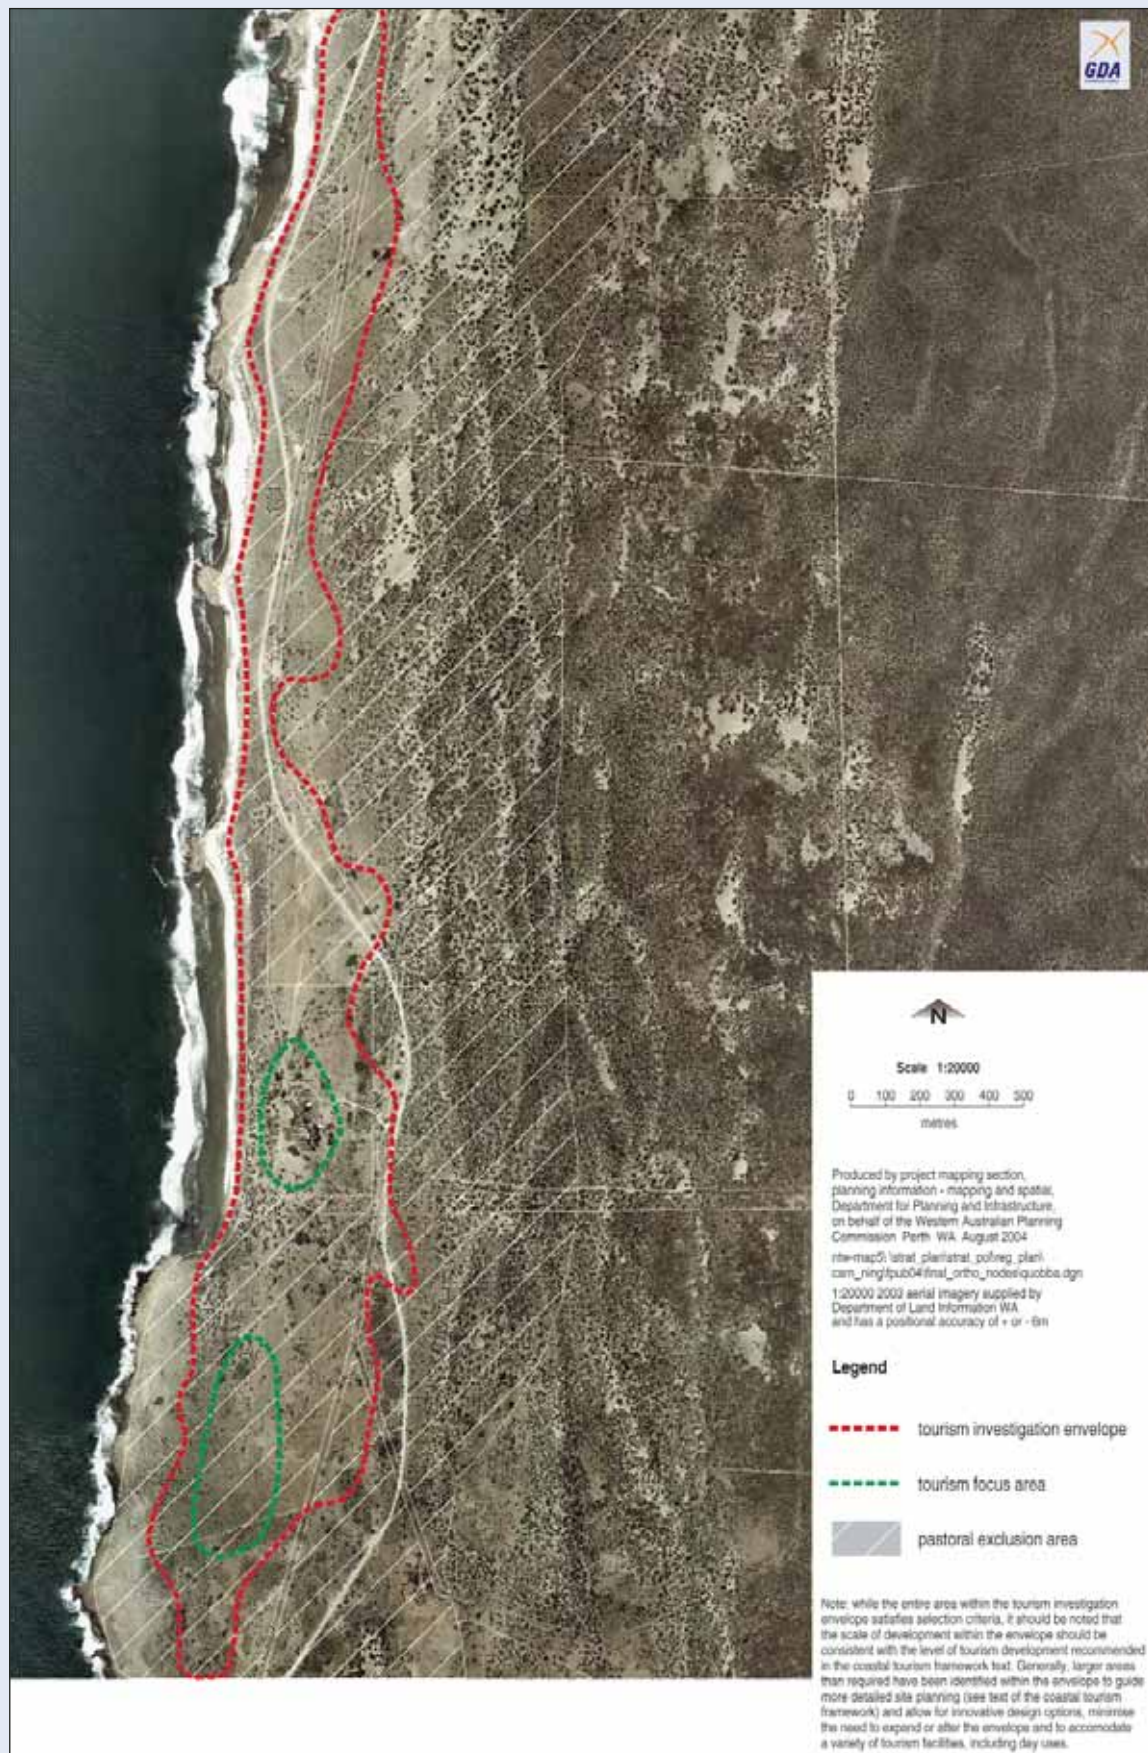 GDA
N
Scale 1:20000
0 100 200 300 400 500
metres
Produced by project mapping section,
planning information - mapping and spatial,
Department for Planning and Infrastructure,
on behalf of the Western Australian Planning
Commission Perth WA August 2004
1:20000 2003 aerial imagery supplied by
Department of Land Information WA
and has a positional accuracy of + or - 6m
Legend
tourism investigation envelope
tourism focus area
pastoral exclusion area
Note: while the entire area within the tourism investigation
envelope satisfies selection criteria, it should be noted that
the scale of development within the envelope should be
consistent with the level of tourism development recommended
in the coastal tourism framework text. Generally, larger areas
than required have been identified within the envelope to guide
more detailed site planning (see text of the coastal tourism
framework) and allow for innovative design options, minimise
the need to expand or alter the envelope and to accomodate
a variety of tourism facilities, including day uses.